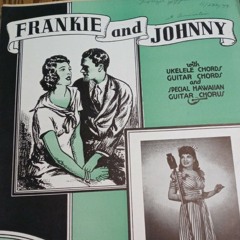 FRANKIE and JOHNNY
with
UKELELE CHORDS
GUITAR CHORDS
and
SPECIAL HAWAIIAN
GUITAR CHORUS